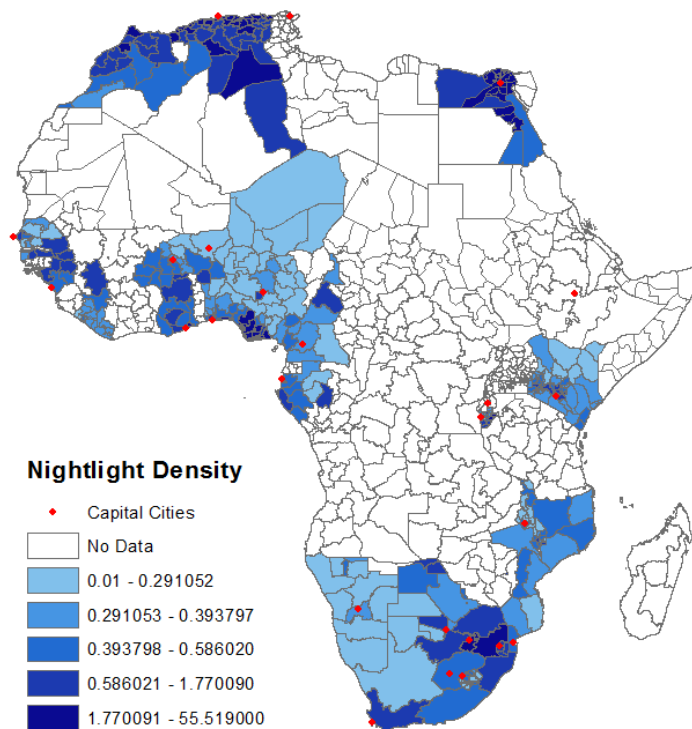 Nightlight Density
Capital Cities
No Data
0.01 - 0.291052
0.291053 - 0.393797
0.393798 - 0.586020
0.586021 - 1.770090
1.770091 - 55.519000